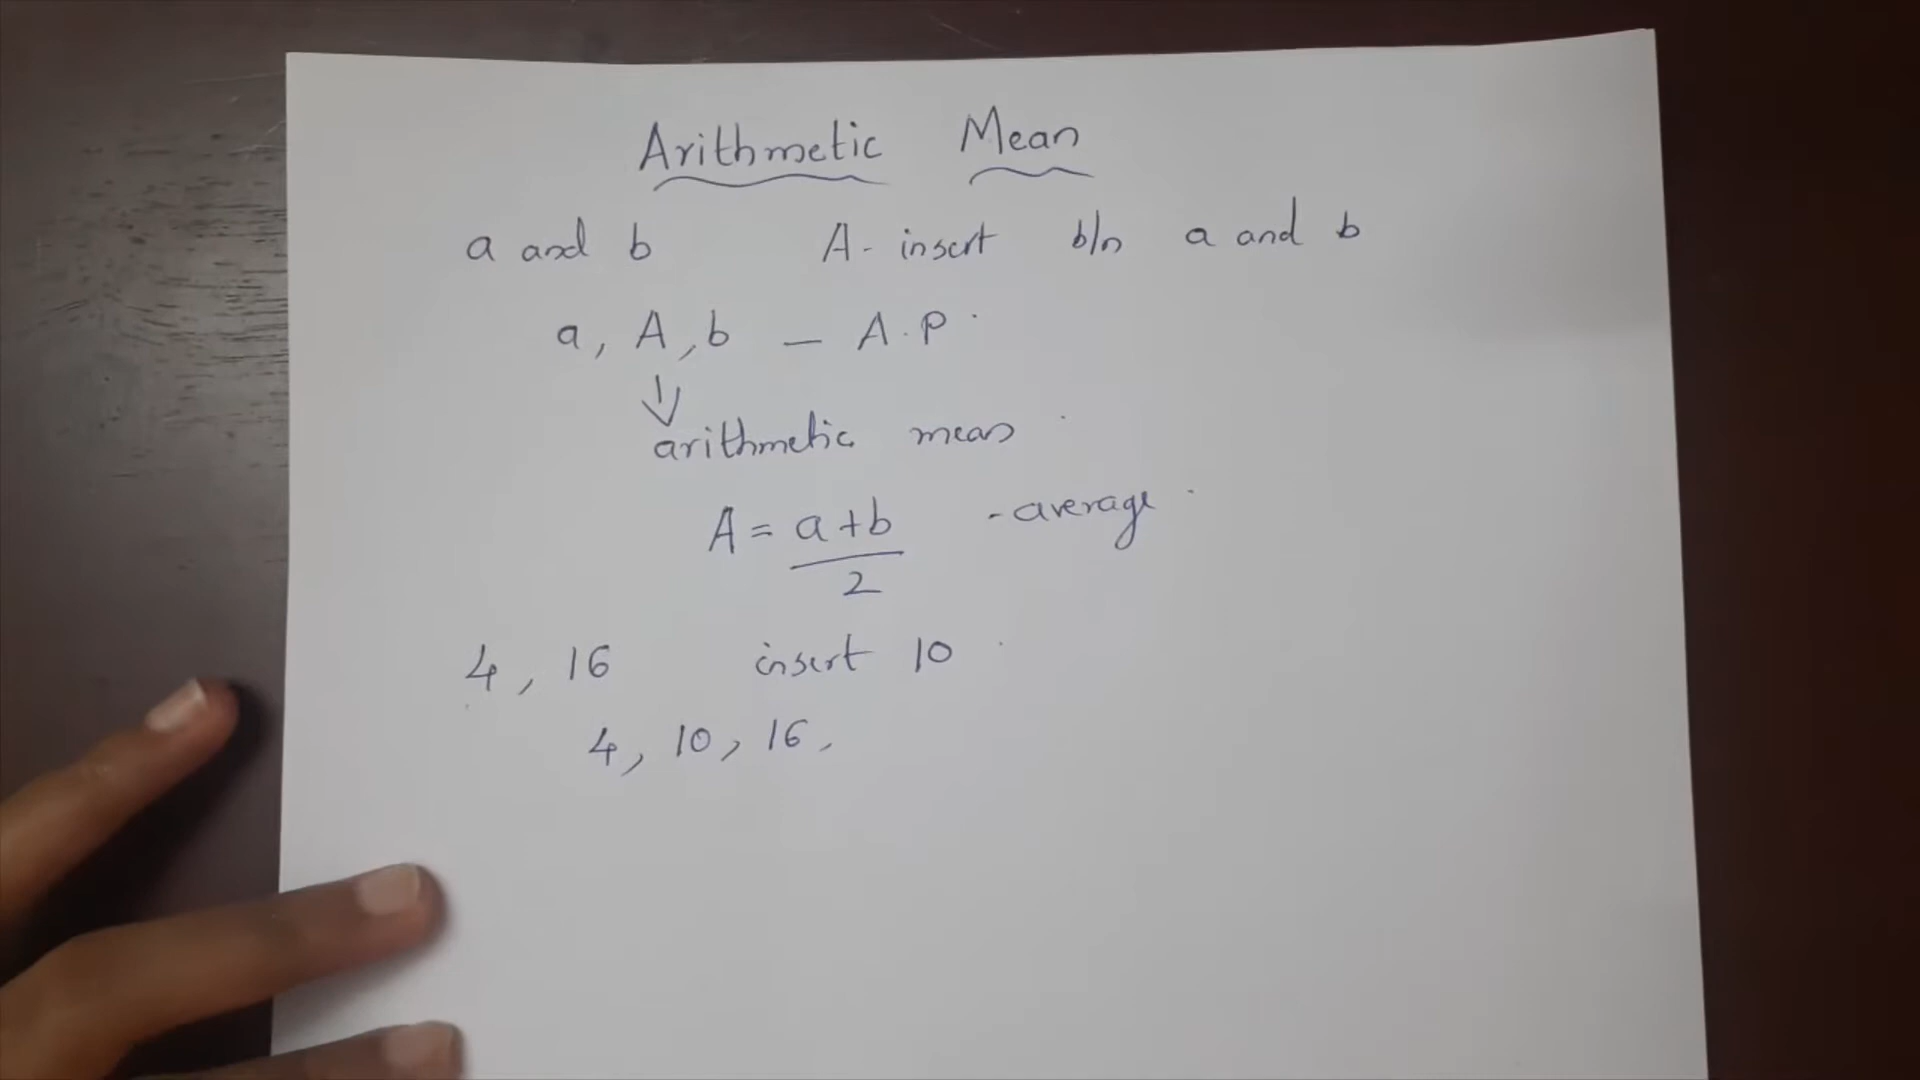 Arithmetic Mean
a and b A - insert b/n a and b
a, A, b - A.P.
⇓
arithmetic mean.
A = a+b/2 - average.
4, 16 insert 10.
4, 10, 16,